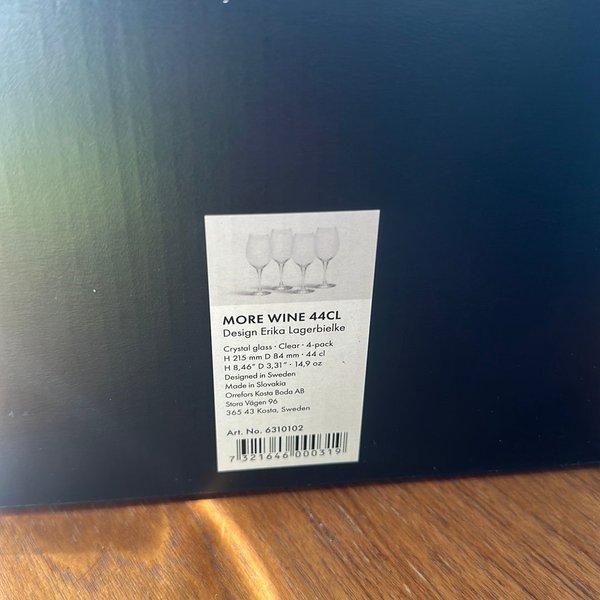 MORE WINE 44CL
Design Erika Lagerbielke
Crystal glass · Clear · 4-pack
H 215 mm D 84 mm · 44 cl
H 8,46” D 3,31” · 14,9 oz
Designed in Sweden
Made in Slovakia
Orrefors Kosta Boda AB
Stora Vägen 96
365 43 Kosta, Sweden
Art. No. 6310102
7 321646 000319